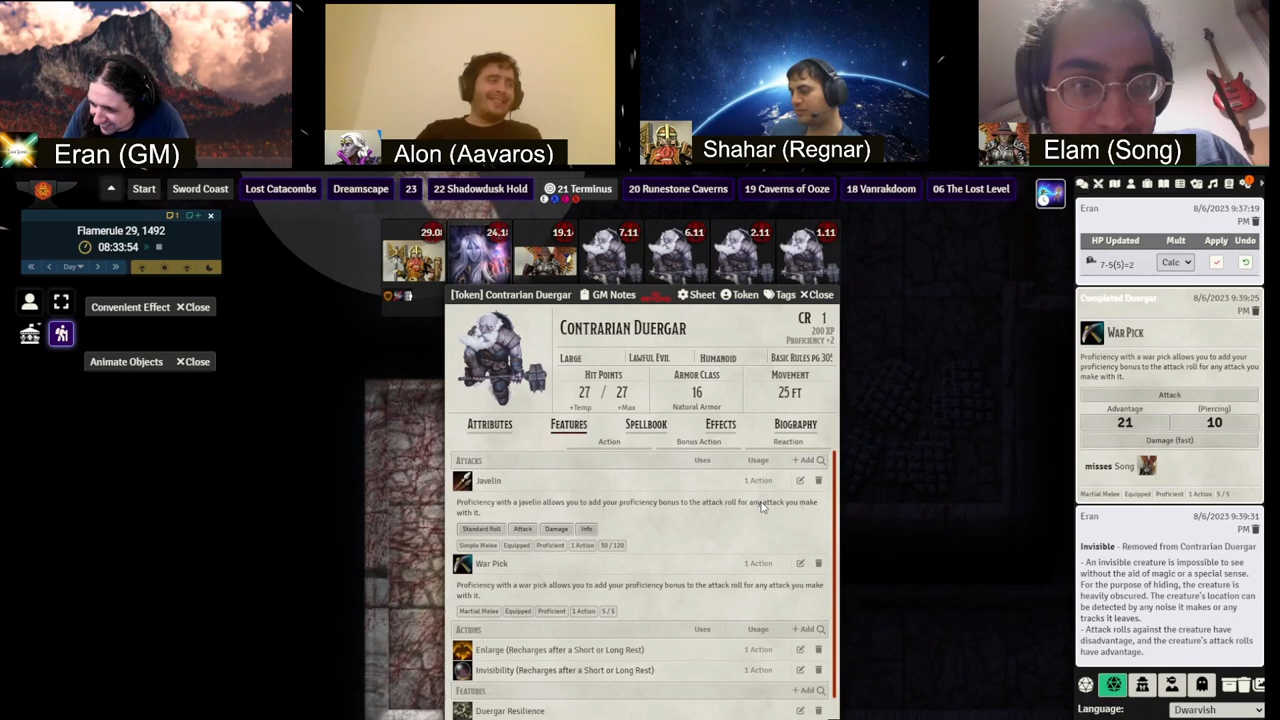 Eran (GM)
Alon (Aavaros)
Shahar (Regnar)
Elam (Song)
Start
Sword Coast
Lost Catacombs
Dreamscape
23
22 Shadowdusk Hold
21 Terminus
20 Runestone Caverns
19 Caverns of Ooze
18 Vanrakdoom
06 The Lost Level
E A S
Flamerule 29, 1492
08:33:54
Day
Convenient Effect Close
Animate Objects Close
29.08
24.18
19.14
7.11
6.11
2.11
1.11
[Token] Contrarian Duergar GM Notes Sheet Token Tags Close
Contrarian Duergar
CR 1
200 XP
Proficiency +2
Large Lawful Evil Humanoid Basic Rules pg 305
Hit Points Armor Class Movement
27 / 27 16 25 ft
+Temp +Max Natural Armor
Attributes Features Spellbook Effects Biography
Action Bonus Action Reaction
Attacks Uses Usage + Add
Javelin 1 Action
Proficiency with a javelin allows you to add your proficiency bonus to the attack roll for any attack you make
with it.
Standard Roll Attack Damage Info
Simple Melee Equipped Proficient 1 Action 30 / 120
War Pick 1 Action
Proficiency with a war pick allows you to add your proficiency bonus to the attack roll for any attack you make
with it.
Martial Melee Equipped Proficient 1 Action 5 / 5
Actions Uses Usage + Add
Enlarge (Recharges after a Short or Long Rest) 1 Action
Invisibility (Recharges after a Short or Long Rest) 1 Action
Features + Add
Duergar Resilience
Eran 8/6/2023 9:37:19
PM
HP Updated Mult Apply Undo
7-5(5)=2 Calc
Completed Duergar 8/6/2023 9:39:25
PM
War Pick
Proficiency with a war pick allows you to add your
proficiency bonus to the attack roll for any attack you
make with it.
Attack
Advantage (Piercing)
21 10
Damage (fast)
misses Song
Martial Melee Equipped Proficient 1 Action 5 / 5
Eran 8/6/2023 9:39:31
PM
Invisible - Removed from Contrarian Duergar
- An invisible creature is impossible to see
without the aid of magic or a special sense.
For the purpose of hiding, the creature is
heavily obscured. The creature's location can
be detected by any noise it makes or any
tracks it leaves.
- Attack rolls against the creature have
disadvantage, and the creature's attack rolls
have advantage.
Language: Dwarvish